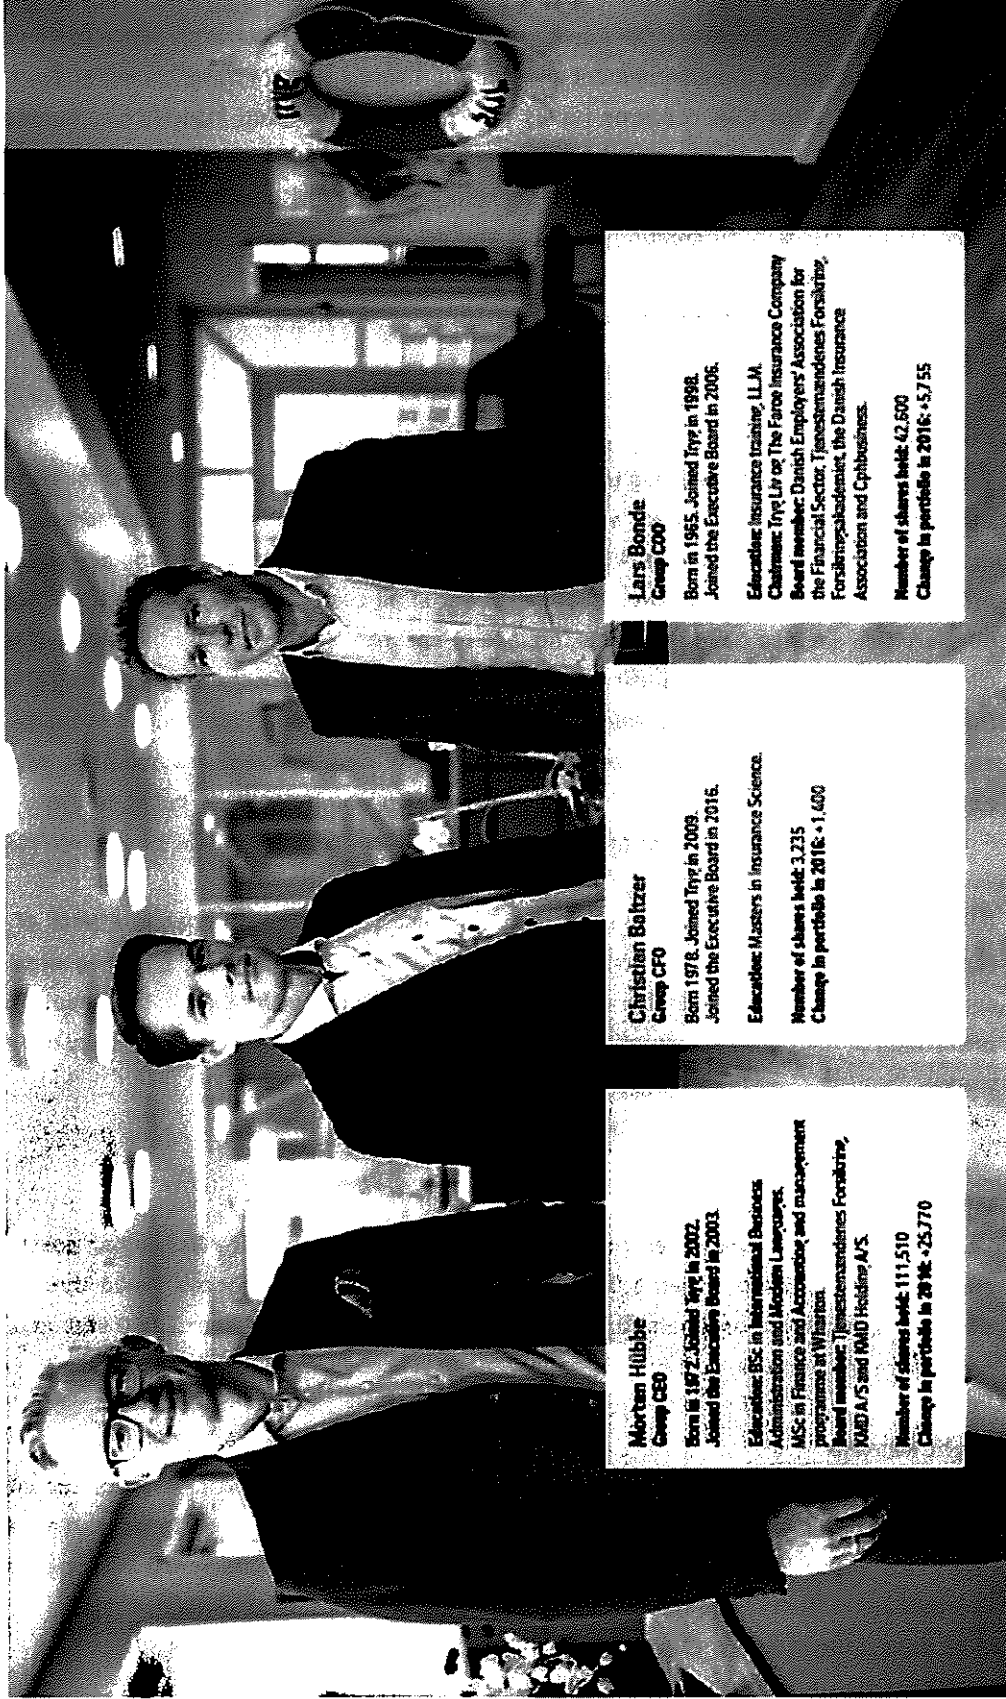 Morten Hübbe
Group CEO
Born in 1972. Joined Tryg in 2002.
Joined the Executive Board in 2003.
Education: BSc in International Business
Administration and Modern Languages,
MSc in Finance and Accounting and management
programme at Wharton.
Board member: Tjenestemændenes Forsikring,
KMD A/S and KMD Holding A/S.
Number of shares held: 111,510
Change in portfolio in 2016: +25,770
Christian Baltzer
Group CFO
Born 1978. Joined Tryg in 2009.
Joined the Executive Board in 2016.
Education: Masters in Insurance Science.
Number of shares held: 3,235
Change in portfolio in 2016: +1,400
Lars Bonde
Group COO
Born in 1965. Joined Tryg in 1998.
Joined the Executive Board in 2006.
Education: Insurance training, LL.M.
Chairman: Tryg Liv og The Faroe Insurance Company
Board member: Danish Employers' Association for
the Financial Sector, Tjenestemændenes Forsikring,
Forsikringsakademiet, the Danish Insurance
Association and Cphbusiness.
Number of shares held: 42,600
Change in portfolio in 2016: +5,755